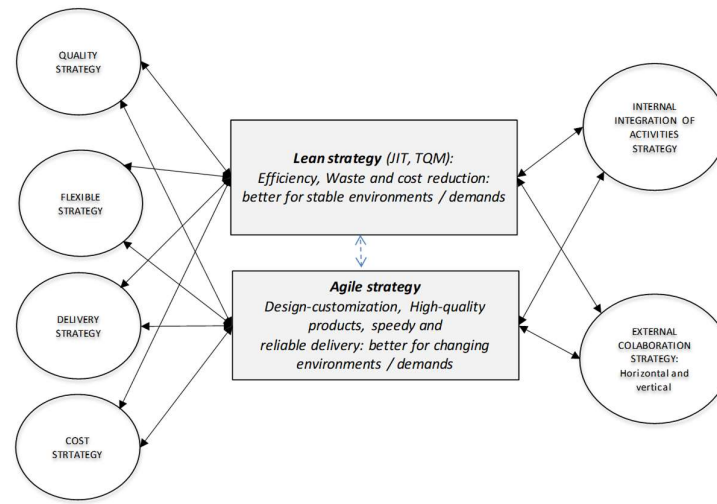 QUALITY
STRATEGY
FLEXIBLE
STRATEGY
DELIVERY
STRATEGY
COST
STRTATEGY
Lean strategy (JIT, TQM):
Efficiency, Waste and cost reduction:
better for stable environments / demands
Agile strategy
Design-customization, High-quality
products, speedy and
reliable delivery: better for changing
environments / demands
INTERNAL
INTEGRATION OF
ACTIVITIES
STRATEGY
EXTERNAL
COLABORATION
STRATEGY:
Horizontal and
vertical